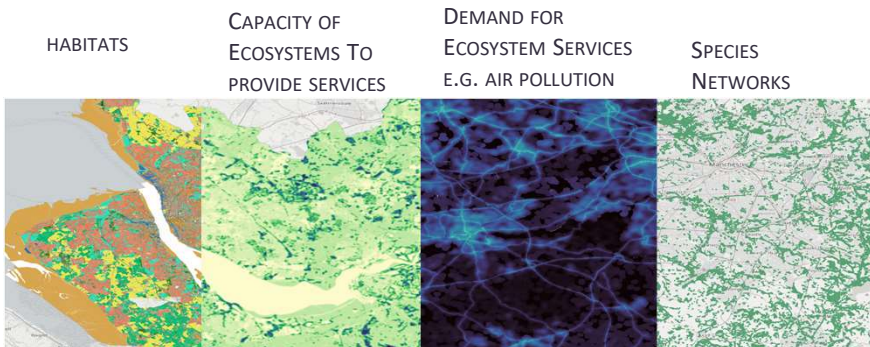 HABITATS
CAPACITY OF
ECOSYSTEMS TO
PROVIDE SERVICES
DEMAND FOR
ECOSYSTEM SERVICES
E.G. AIR POLLUTION
SPECIES
NETWORKS